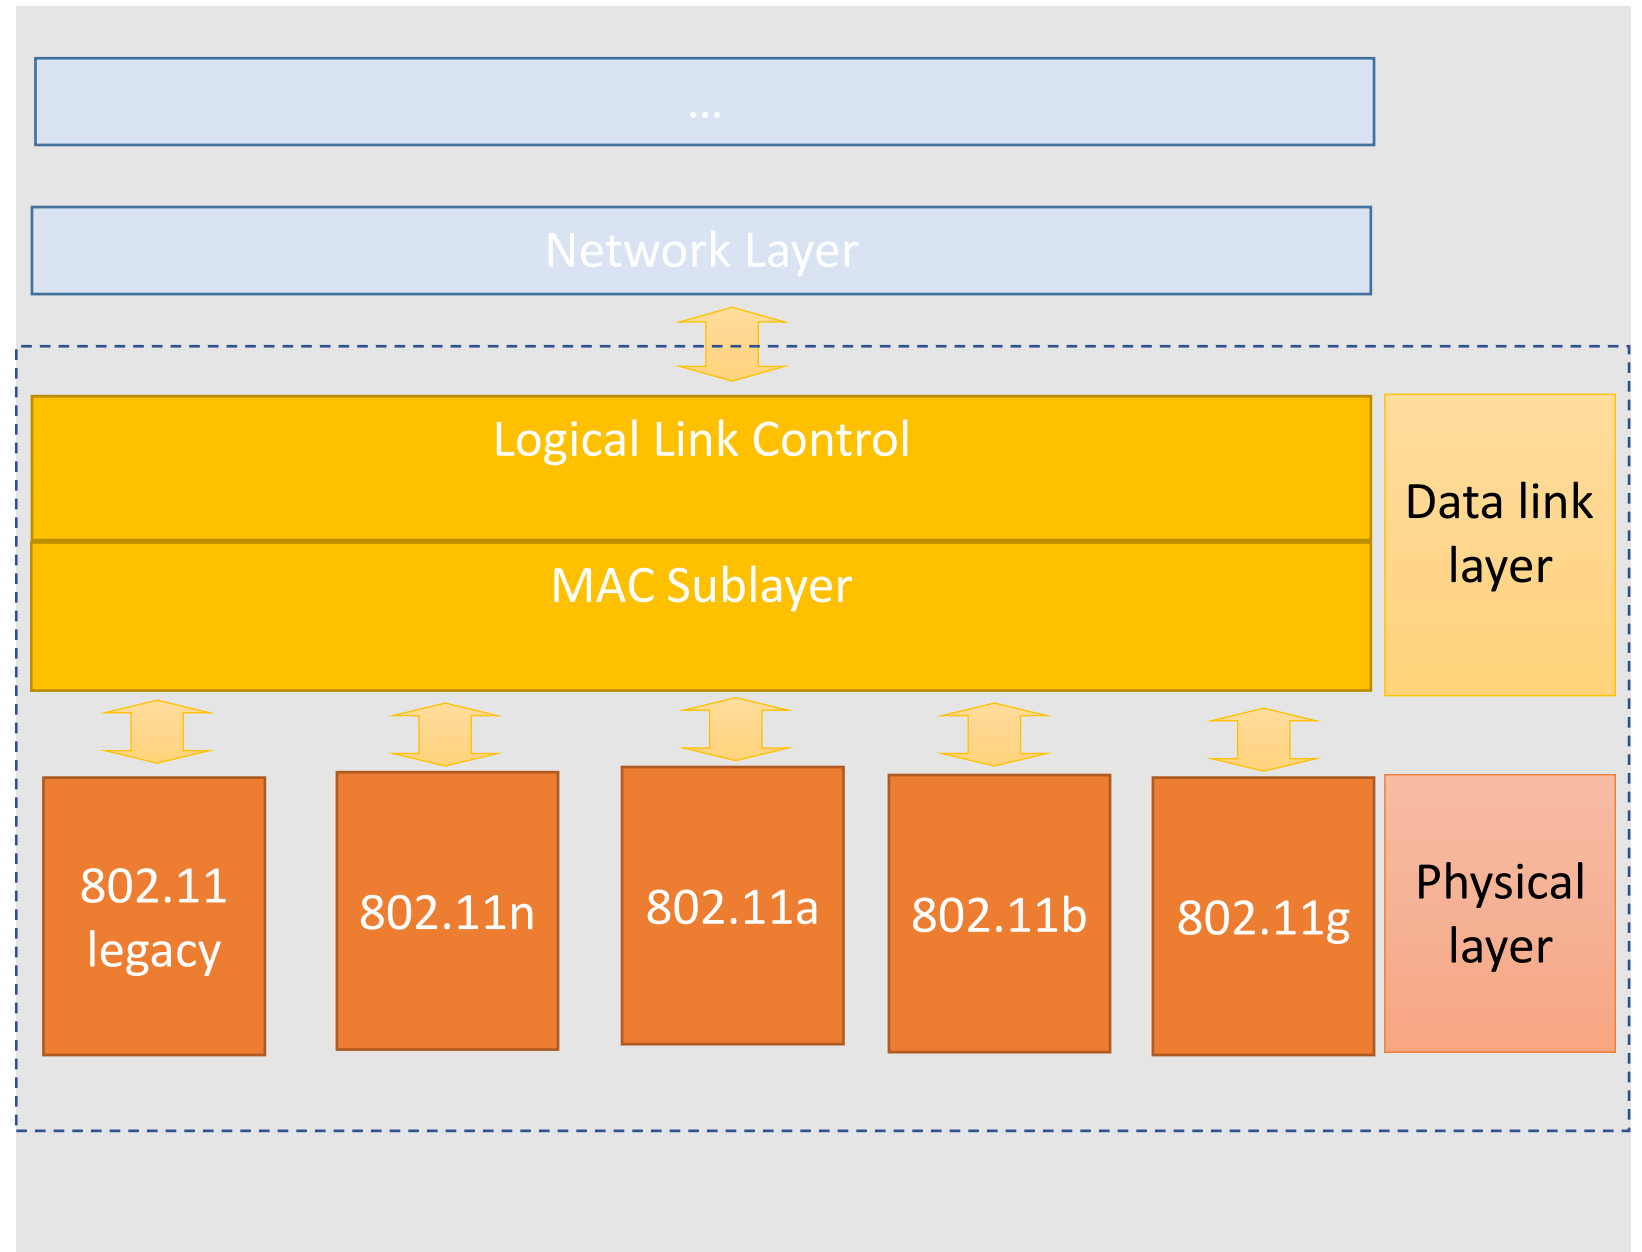 ...
Network Layer
Logical Link Control
Data link
layer
MAC Sublayer
802.11
legacy
802.11n
802.11a
802.11b
802.11g
Physical
layer